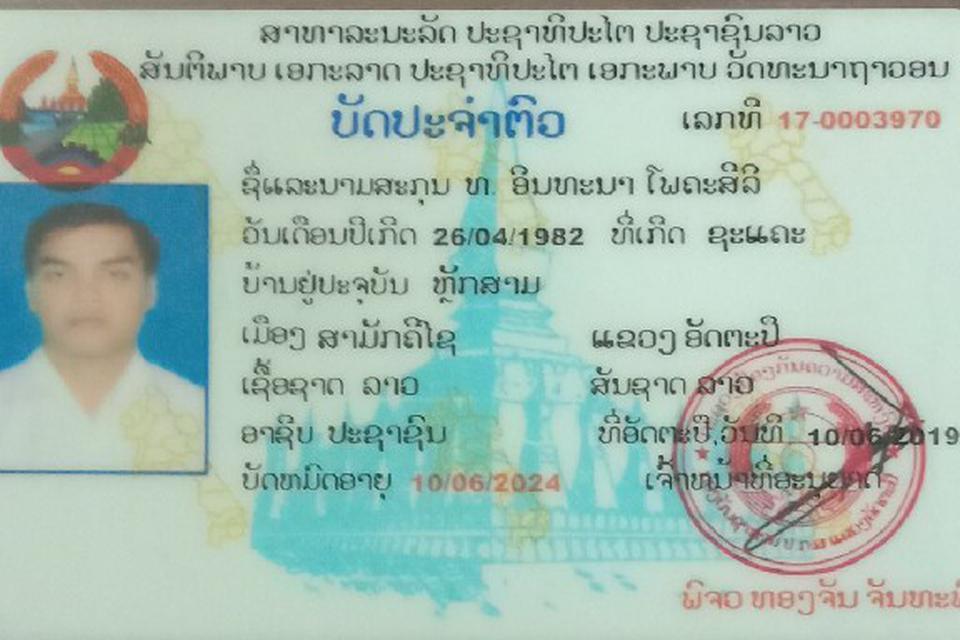 ສາທາລະນະລັດ ປະຊາທິປະໄຕ ປະຊາຊົນລາວ
ສັນຕິພາບ ເອກະລາດ ປະຊາທິປະໄຕ ເອກະພາບ ວັດທະນາຖາວອນ
ບັດປະຈຳຕົວ ເລກທີ 17-0003970
ຊື່ແລະນາມສະກຸນ ທ. ອິນທະນາ ໂພຄະສີລິ
ວັນເດືອນປີເກີດ 26/04/1982 ທີ່ເກີດ ຊະແຄະ
ບ້ານຢູ່ປະຈຸບັນ ຫຼັກສາມ
ເມືອງ ສາມັກຄີໄຊ ແຂວງ ອັດຕະປື
ເຊື້ອຊາດ ລາວ ສັນຊາດ ລາວ
ອາຊີບ ປະຊາຊົນ ທີ່ອັດຕະປື,ວັນທີ 10/06/2019
ບັດຫມົດອາຍຸ 10/06/2024 ເຈົ້າຫນ້າທີ່ອະນຸຍາດ
ພິຈວ ທອງຈັນ